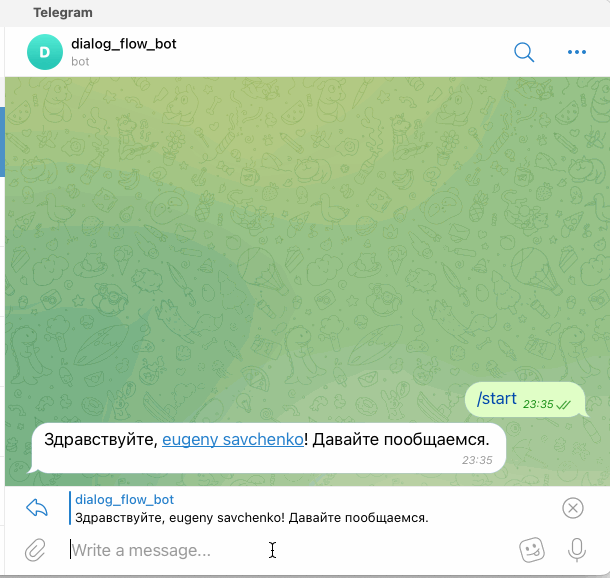 Telegram
D
dialog_flow_bot
bot
/start 23:35
Здравствуйте, eugeny savchenko! Давайте пообщаемся.
23:35
dialog_flow_bot
Здравствуйте, eugeny savchenko! Давайте пообщаемся.
Write a message...